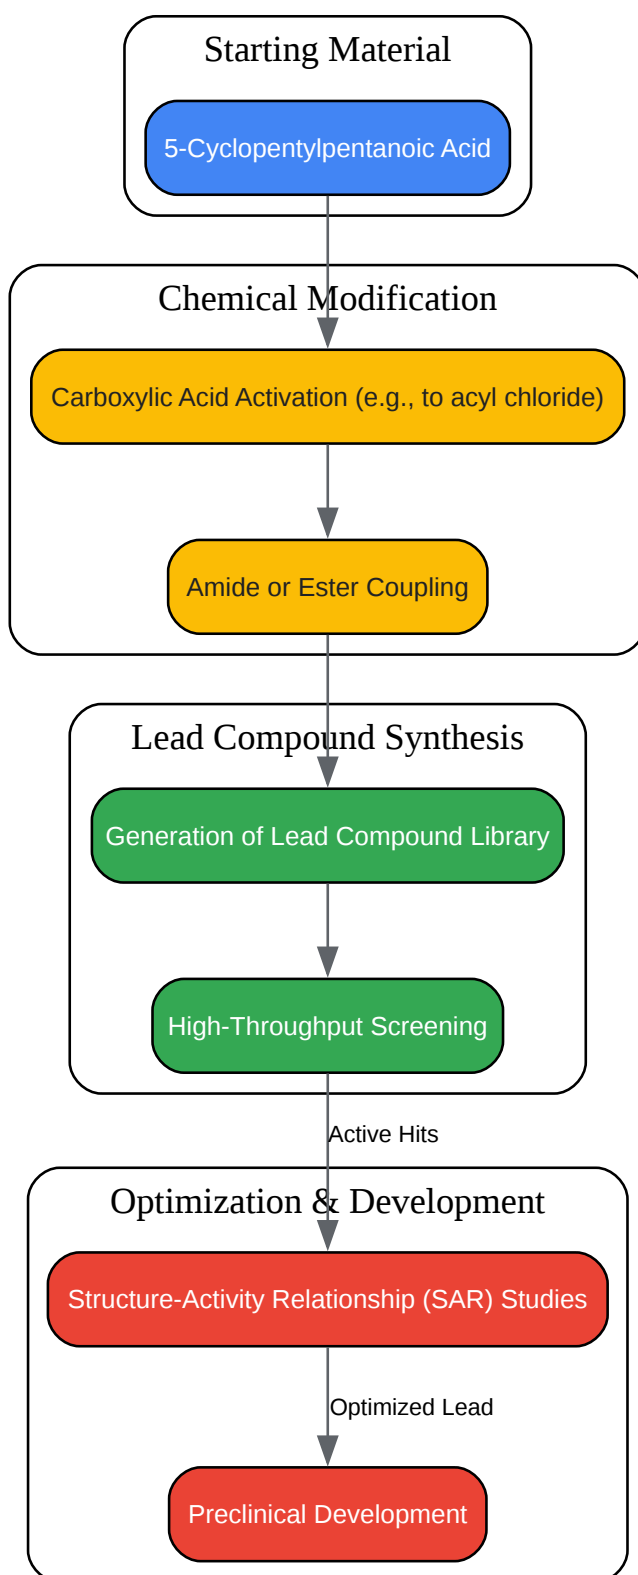 Starting Material
5-Cyclopentylpentanoic Acid
Chemical Modification
Carboxylic Acid Activation (e.g., to acyl chloride)
Amide or Ester Coupling
Lead Compound Synthesis
Generation of Lead Compound Library
High-Throughput Screening
Active Hits
Optimization & Development
Structure-Activity Relationship (SAR) Studies
Optimized Lead
Preclinical Development